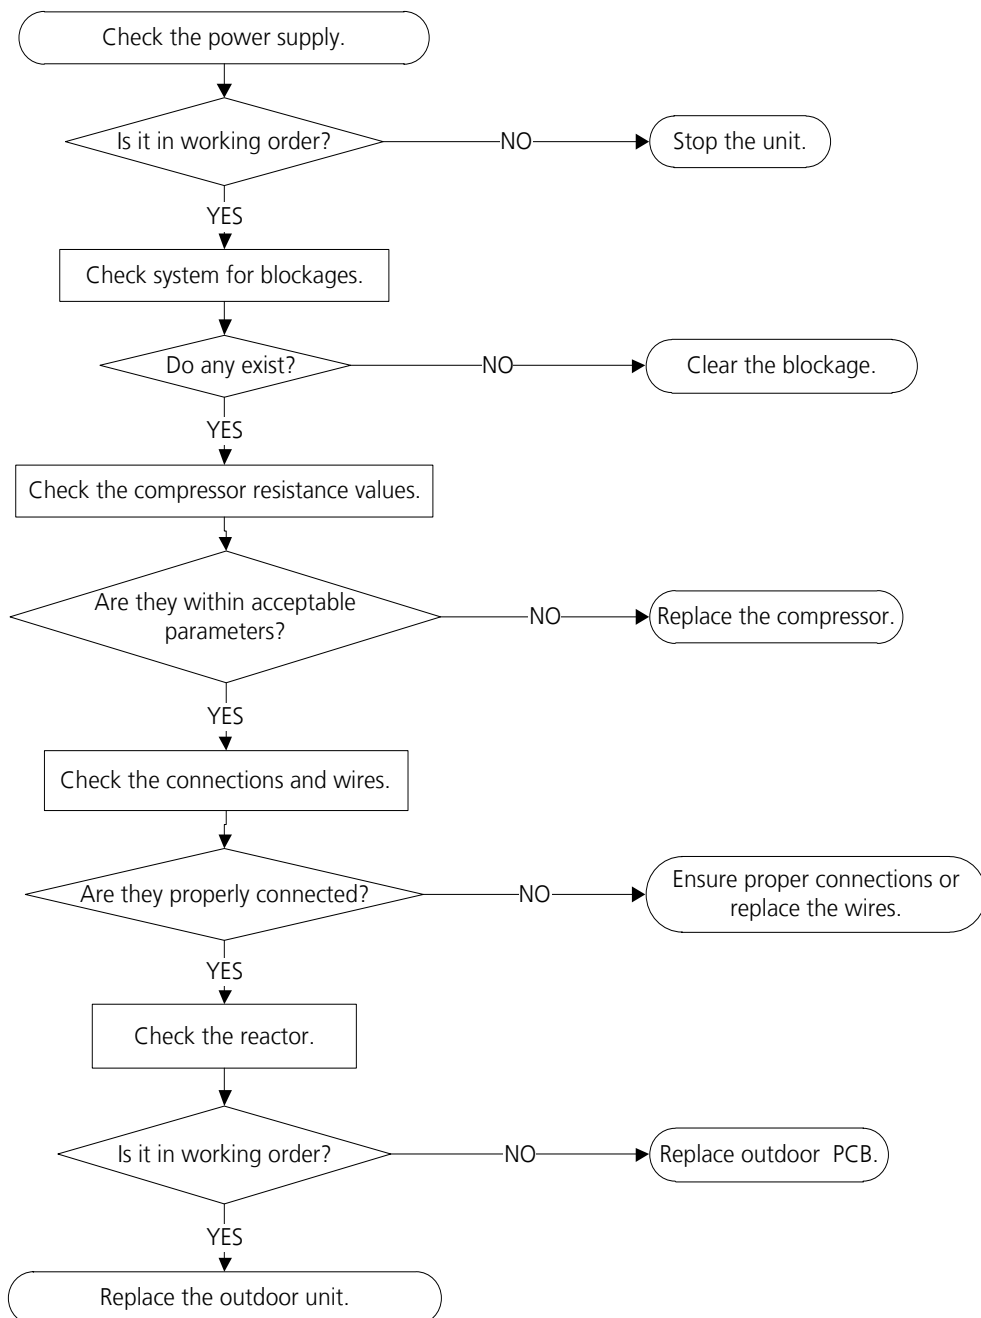 Check the power supply.
Is it in working order?
NO
Stop the unit.
YES
Check system for blockages.
Do any exist?
NO
Clear the blockage.
YES
Check the compressor resistance values.
Are they within acceptable
parameters?
NO
Replace the compressor.
YES
Check the connections and wires.
Are they properly connected?
NO
Ensure proper connections or
replace the wires.
YES
Check the reactor.
Is it in working order?
NO
Replace outdoor PCB.
YES
Replace the outdoor unit.